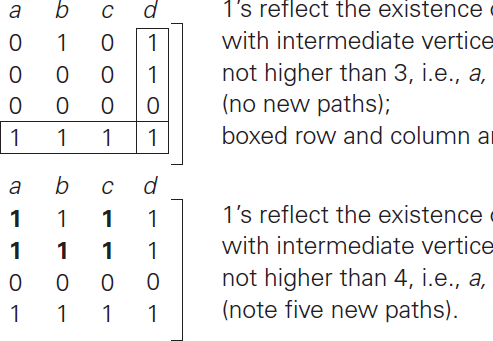 a b c d
0 1 0 1
0 0 0 1
0 0 0 0
1 1 1 1
1's reflect the existence
with intermediate
not higher than 3, i.e., a,
(no new paths);
boxed row and column
a b c d
1 1 1 1
1 1 1 1
0 0 0 0
1 1 1 1
1's reflect the existence
with intermediate
not higher than 4, i.e., a,
(note five new paths).